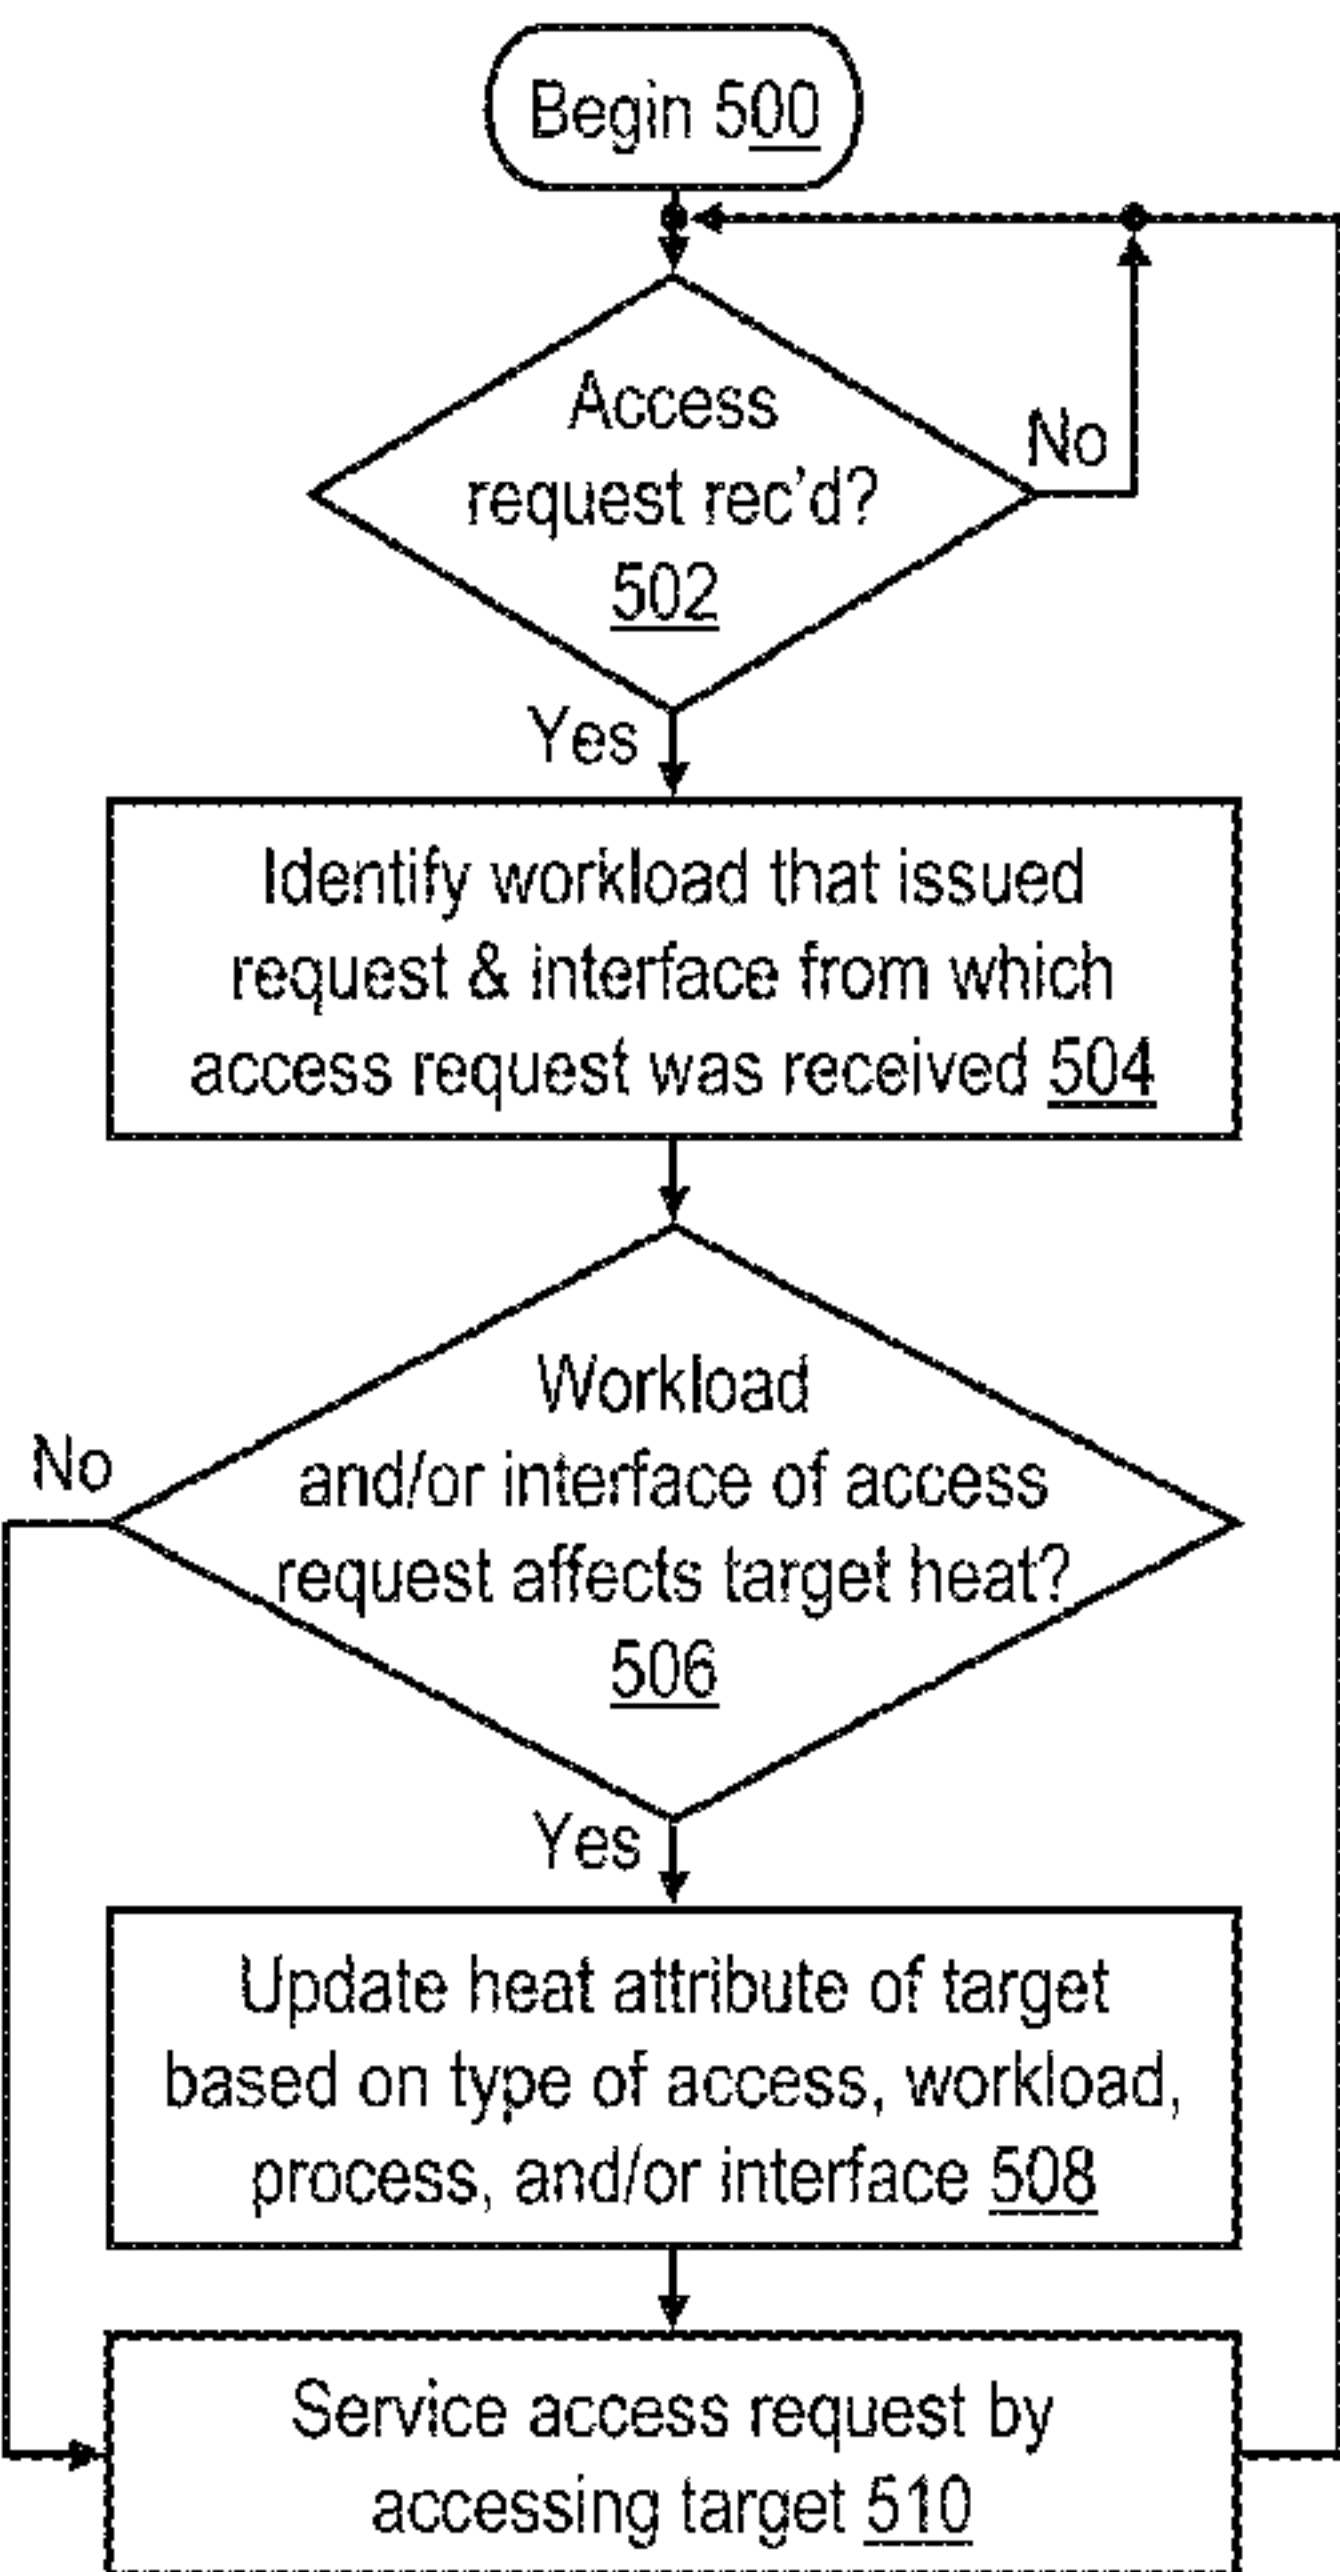 Begin 500
Access
request rec'd?
502
No
Yes
Identify workload that issued
request & interface from which
access request was received 504
Workload
and/or interface of access
request affects target heat?
506
No
Yes
Update heat attribute of target
based on type of access, workload,
process, and/or interface 508
Service access request by
accessing target 510